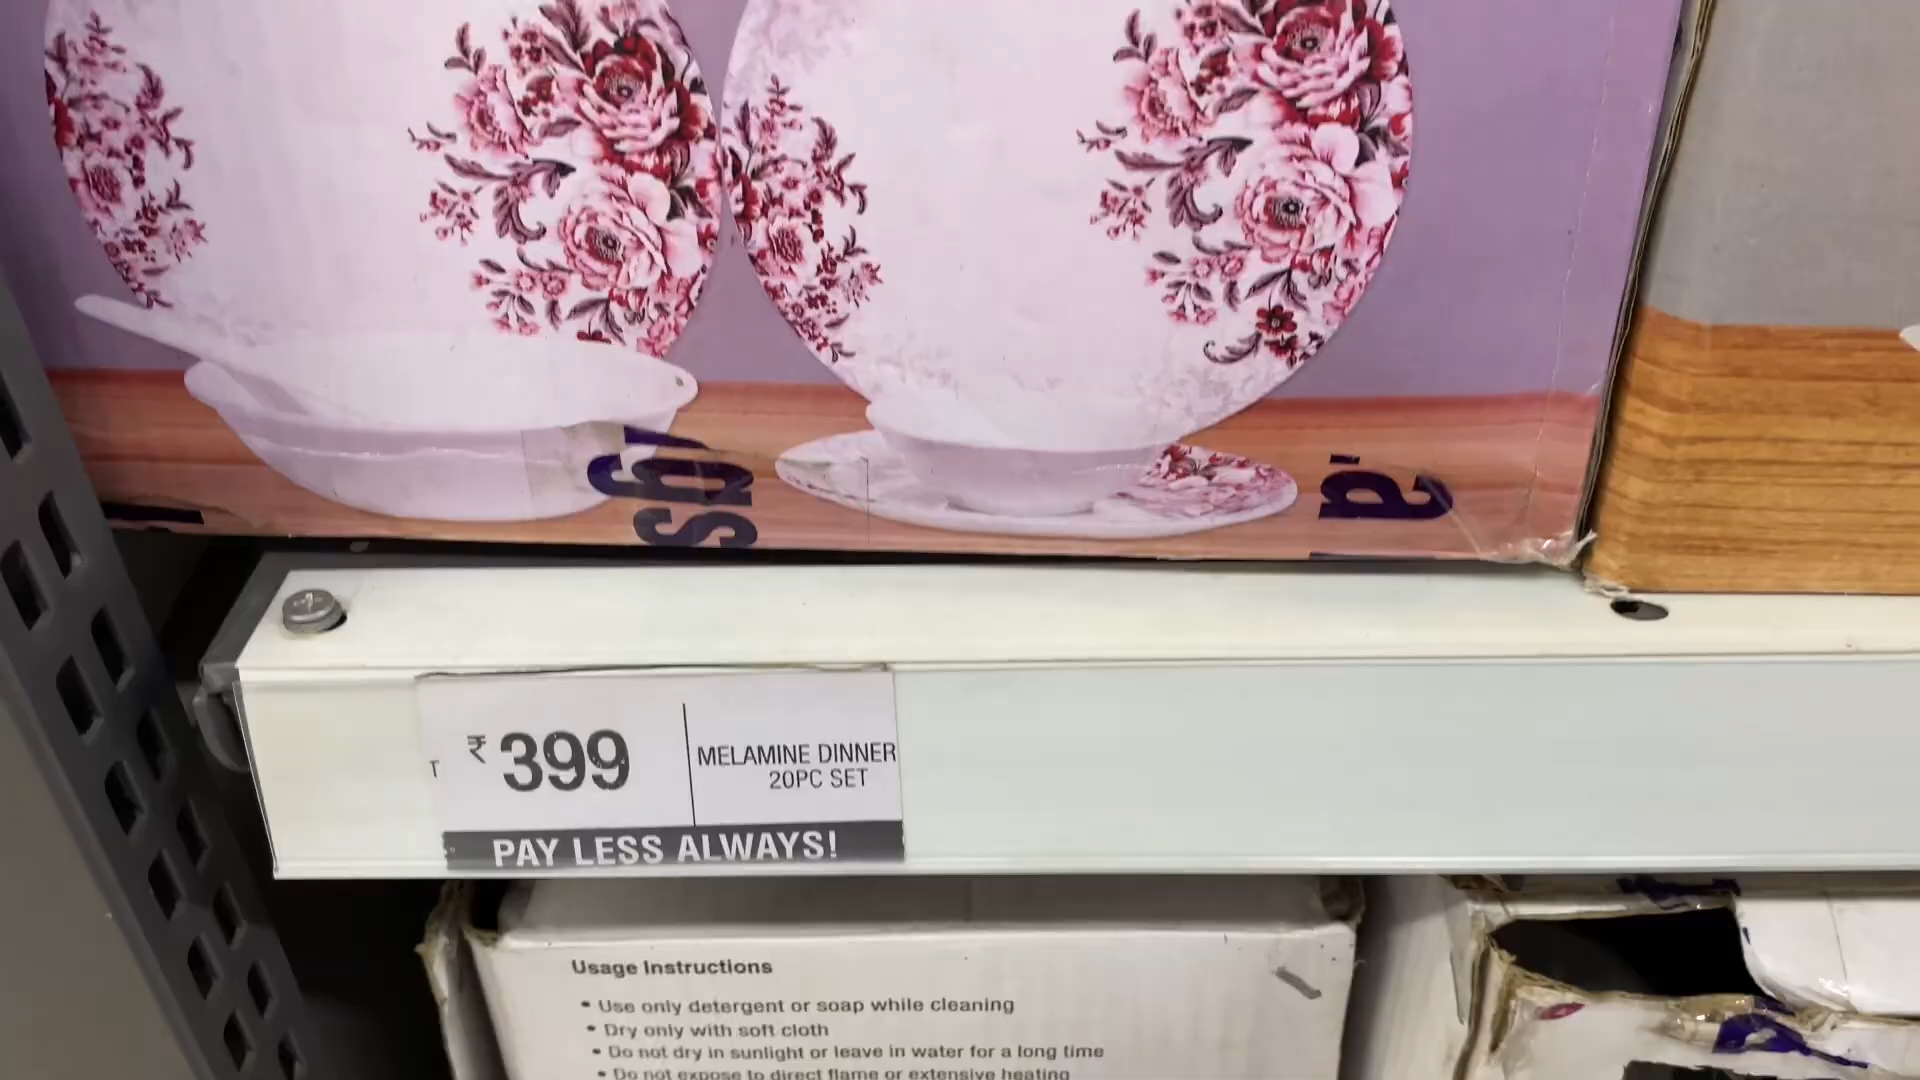 T ₹ 399
MELAMINE DINNER
20PC SET
PAY LESS ALWAYS!
Usage Instructions
• Use only detergent or soap while cleaning
• Dry only with soft cloth
• Do not dry in sunlight or leave in water for a long time
• Do not expose to direct flame or extensive heating